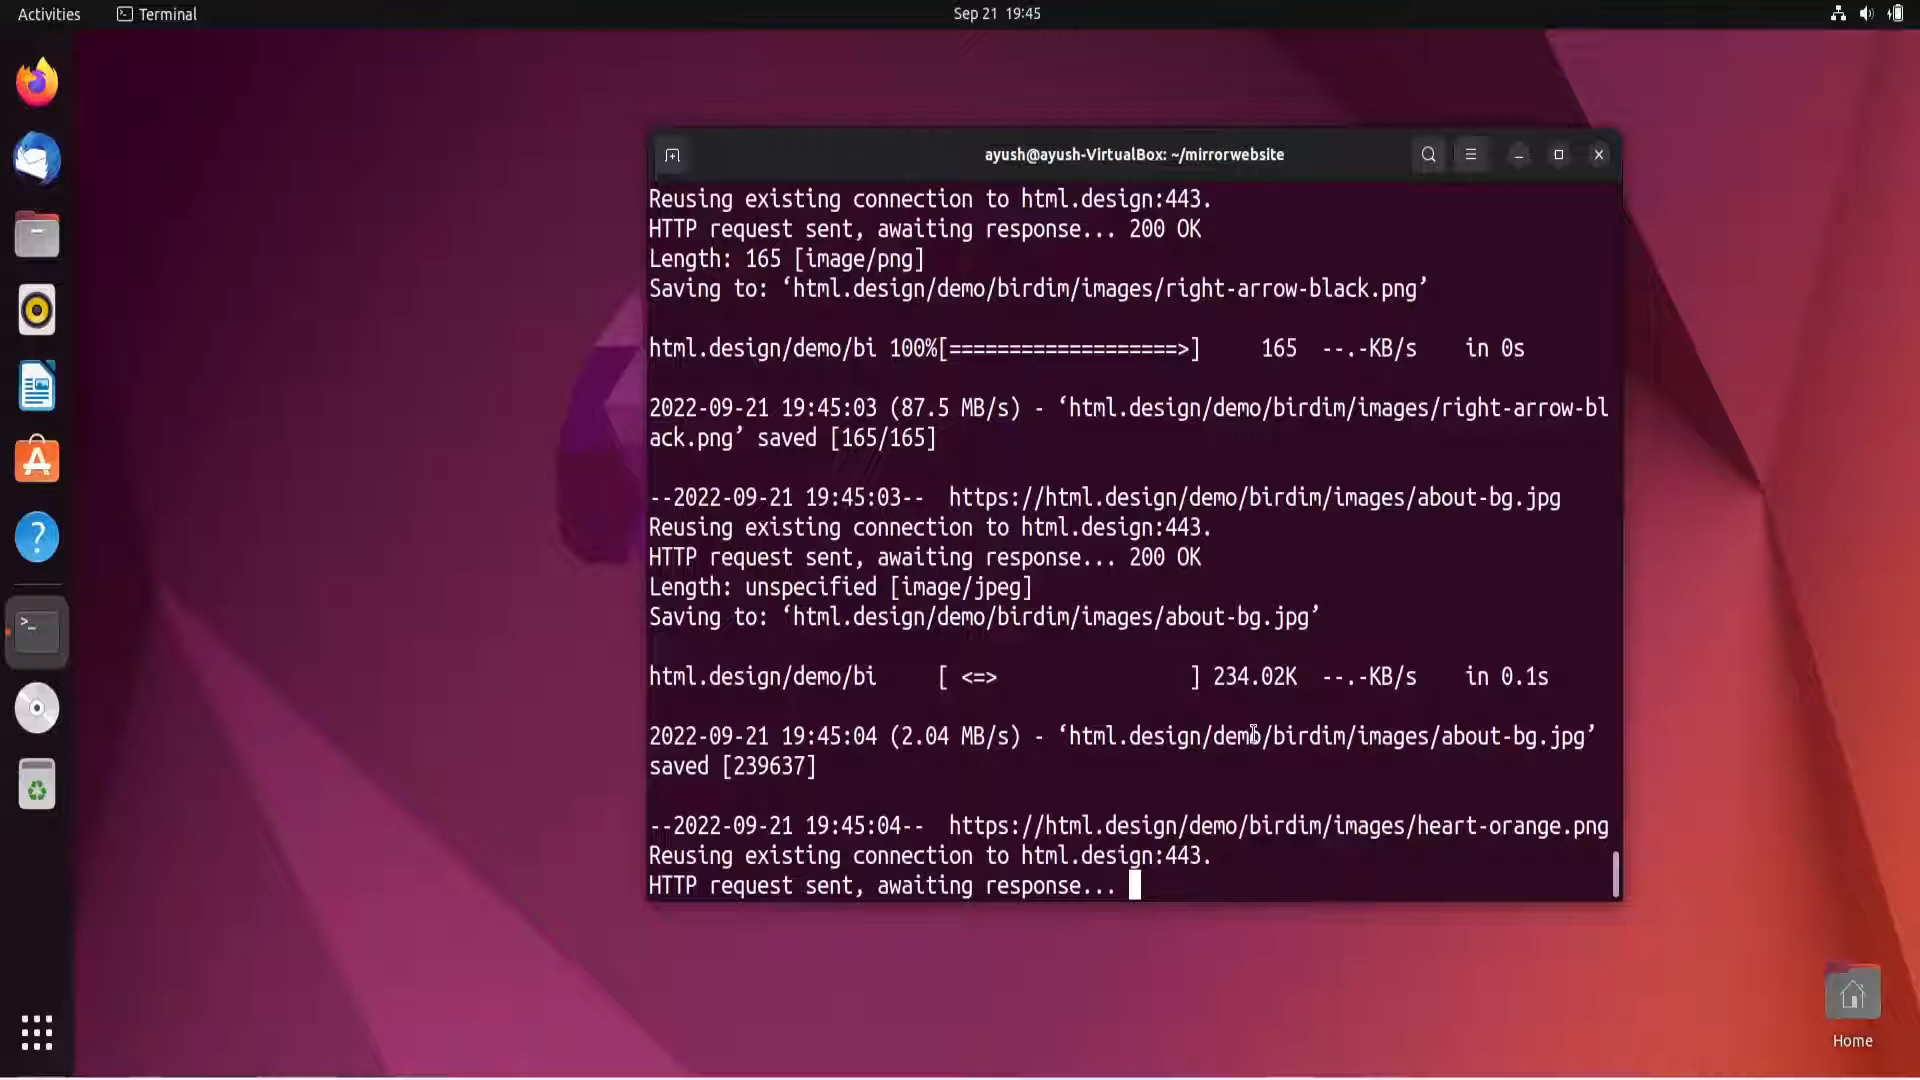 Activities
Terminal
Sep 21 19:45
ayush@ayush-VirtualBox: ~/mirrorwebsite
Reusing existing connection to html.design:443.
HTTP request sent, awaiting response... 200 OK
Length: 165 [image/png]
Saving to: ‘html.design/demo/birdim/images/right-arrow-black.png’
html.design/demo/bi 100%[===================>]     165  --.-KB/s    in 0s
2022-09-21 19:45:03 (87.5 MB/s) - ‘html.design/demo/birdim/images/right-arrow-bl
ack.png’ saved [165/165]
--2022-09-21 19:45:03--  https://html.design/demo/birdim/images/about-bg.jpg
Reusing existing connection to html.design:443.
HTTP request sent, awaiting response... 200 OK
Length: unspecified [image/jpeg]
Saving to: ‘html.design/demo/birdim/images/about-bg.jpg’
html.design/demo/bi     [ <=>                ] 234.02K  --.-KB/s    in 0.1s
2022-09-21 19:45:04 (2.04 MB/s) - ‘html.design/demo/birdim/images/about-bg.jpg’
saved [239637]
--2022-09-21 19:45:04--  https://html.design/demo/birdim/images/heart-orange.png
Reusing existing connection to html.design:443.
HTTP request sent, awaiting response...
Home